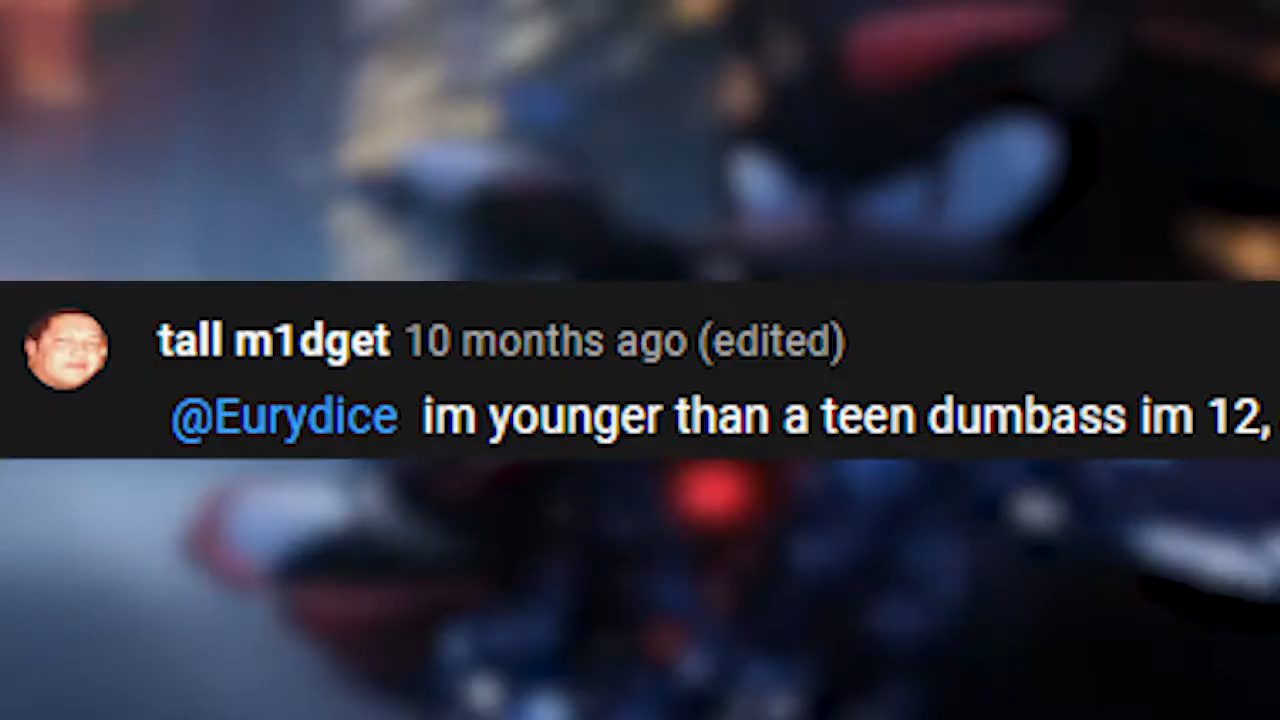 tall m1dget 10 months ago (edited)
@Eurydice im younger than a teen dumbass im 12,